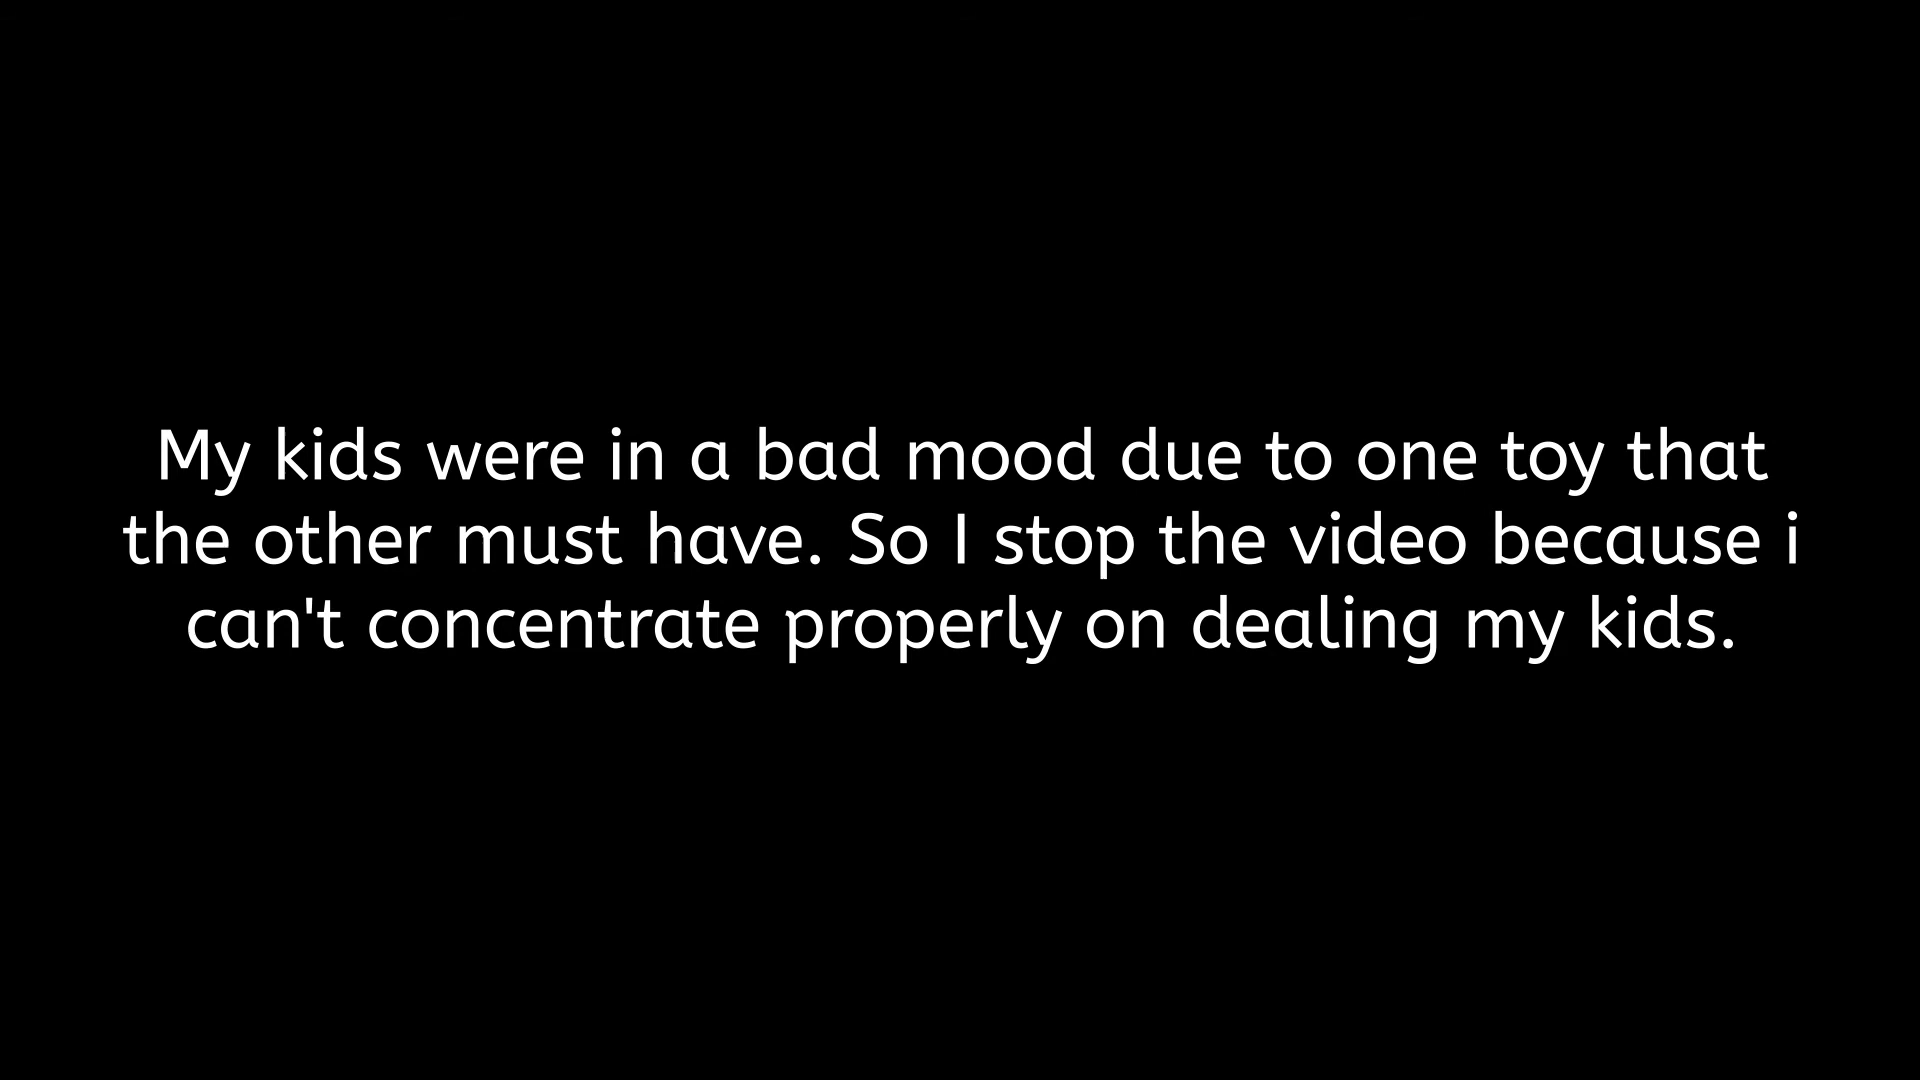 My kids were in a bad mood due to one toy that
the other must have. So I stop the video because i
can't concentrate properly on dealing my kids.